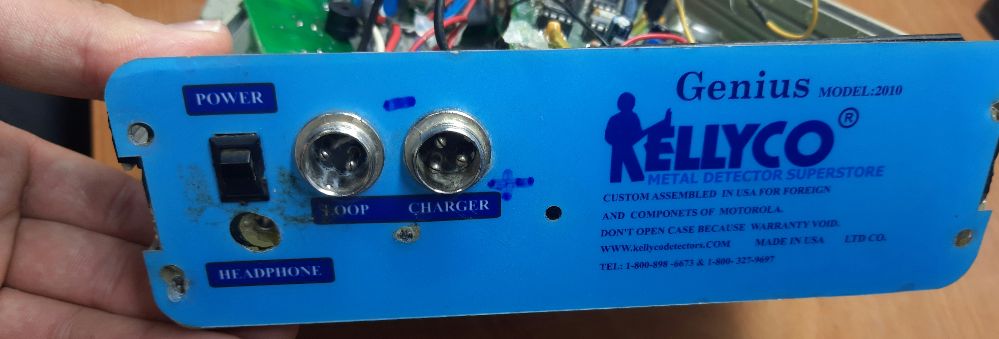 POWER
LOOP CHARGER
HEADPHONE
Genius MODEL:2010
KELLYCO®
METAL DETECTOR SUPERSTORE
CUSTOM ASSEMBLED IN USA FOR FOREIGN
AND COMPONETS OF MOTOROLA.
DON'T OPEN CASE BECAUSE WARRANTY VOID.
WWW.kellycodetectors.COM MADE IN USA LTD CO.
TEL: 1-800-898 -6673 & 1-800- 327-9697